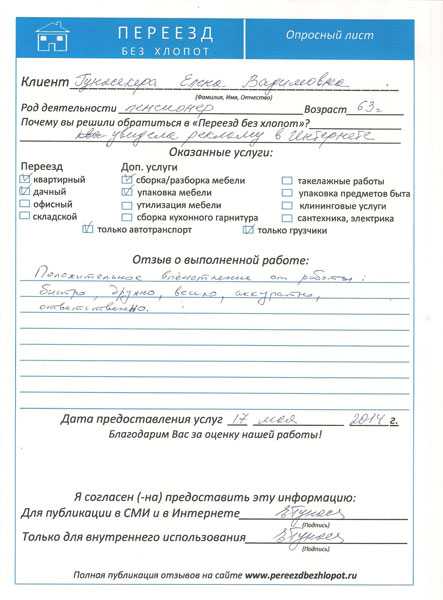 ПЕРЕЕЗД
БЕЗ ХЛОПОТ
Опросный лист
Клиент Елена Вадимовна
(Фамилия, Имя, Отчество)
Род деятельности пенсионер Возраст 63 г
Почему вы решили обратиться в «Переезд без хлопот»?
увидела рекламу в Интернете
Оказанные услуги:
Переезд Доп. услуги
квартирный сборка/разборка мебели такелажные работы
дачный упаковка мебели упаковка предметов быта
офисный утилизация мебели клининговые услуги
складской сборка кухонного гарнитура сантехника, электрика
только автотранспорт только грузчики
Отзыв о выполненной работе:
Положительное впечатление от работы:
быстро, дружно, весело, аккуратно,
ответственно.
Дата предоставления услуг 17 мая 2014 г.
Благодарим Вас за оценку нашей работы!
Я согласен (-на) предоставить эту информацию:
Для публикации в СМИ и в Интернете
(Подпись)
Только для внутреннего использования
(Подпись)
Полная публикация отзывов на сайте www.pereezdbezhlopot.ru